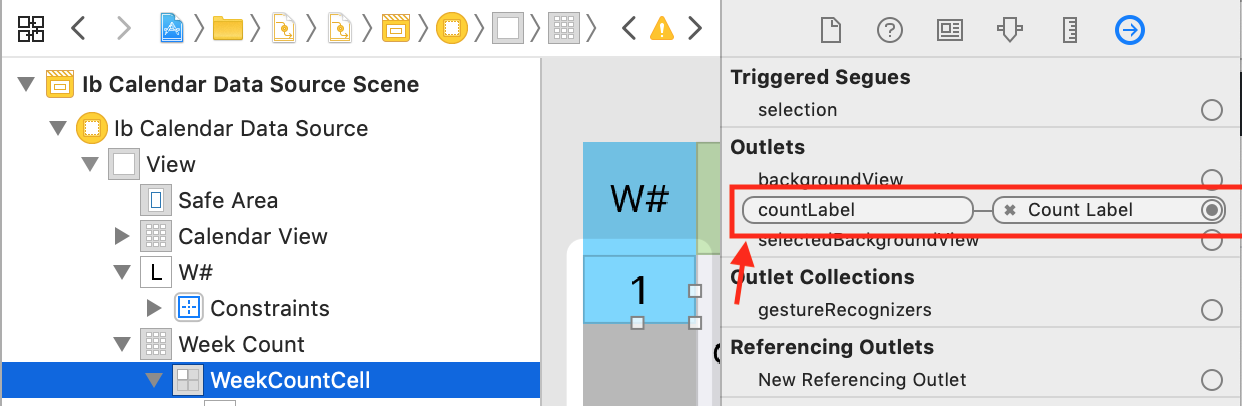 Ib Calendar Data Source Scene
Ib Calendar Data Source
View
Safe Area
Calendar View
L W#
Constraints
Week Count
WeekCountCell
W#
1
Triggered Segues
selection
Outlets
backgroundView
countLabel Count Label
selectedBackgroundView
Outlet Collections
gestureRecognizers
Referencing Outlets
New Referencing Outlet